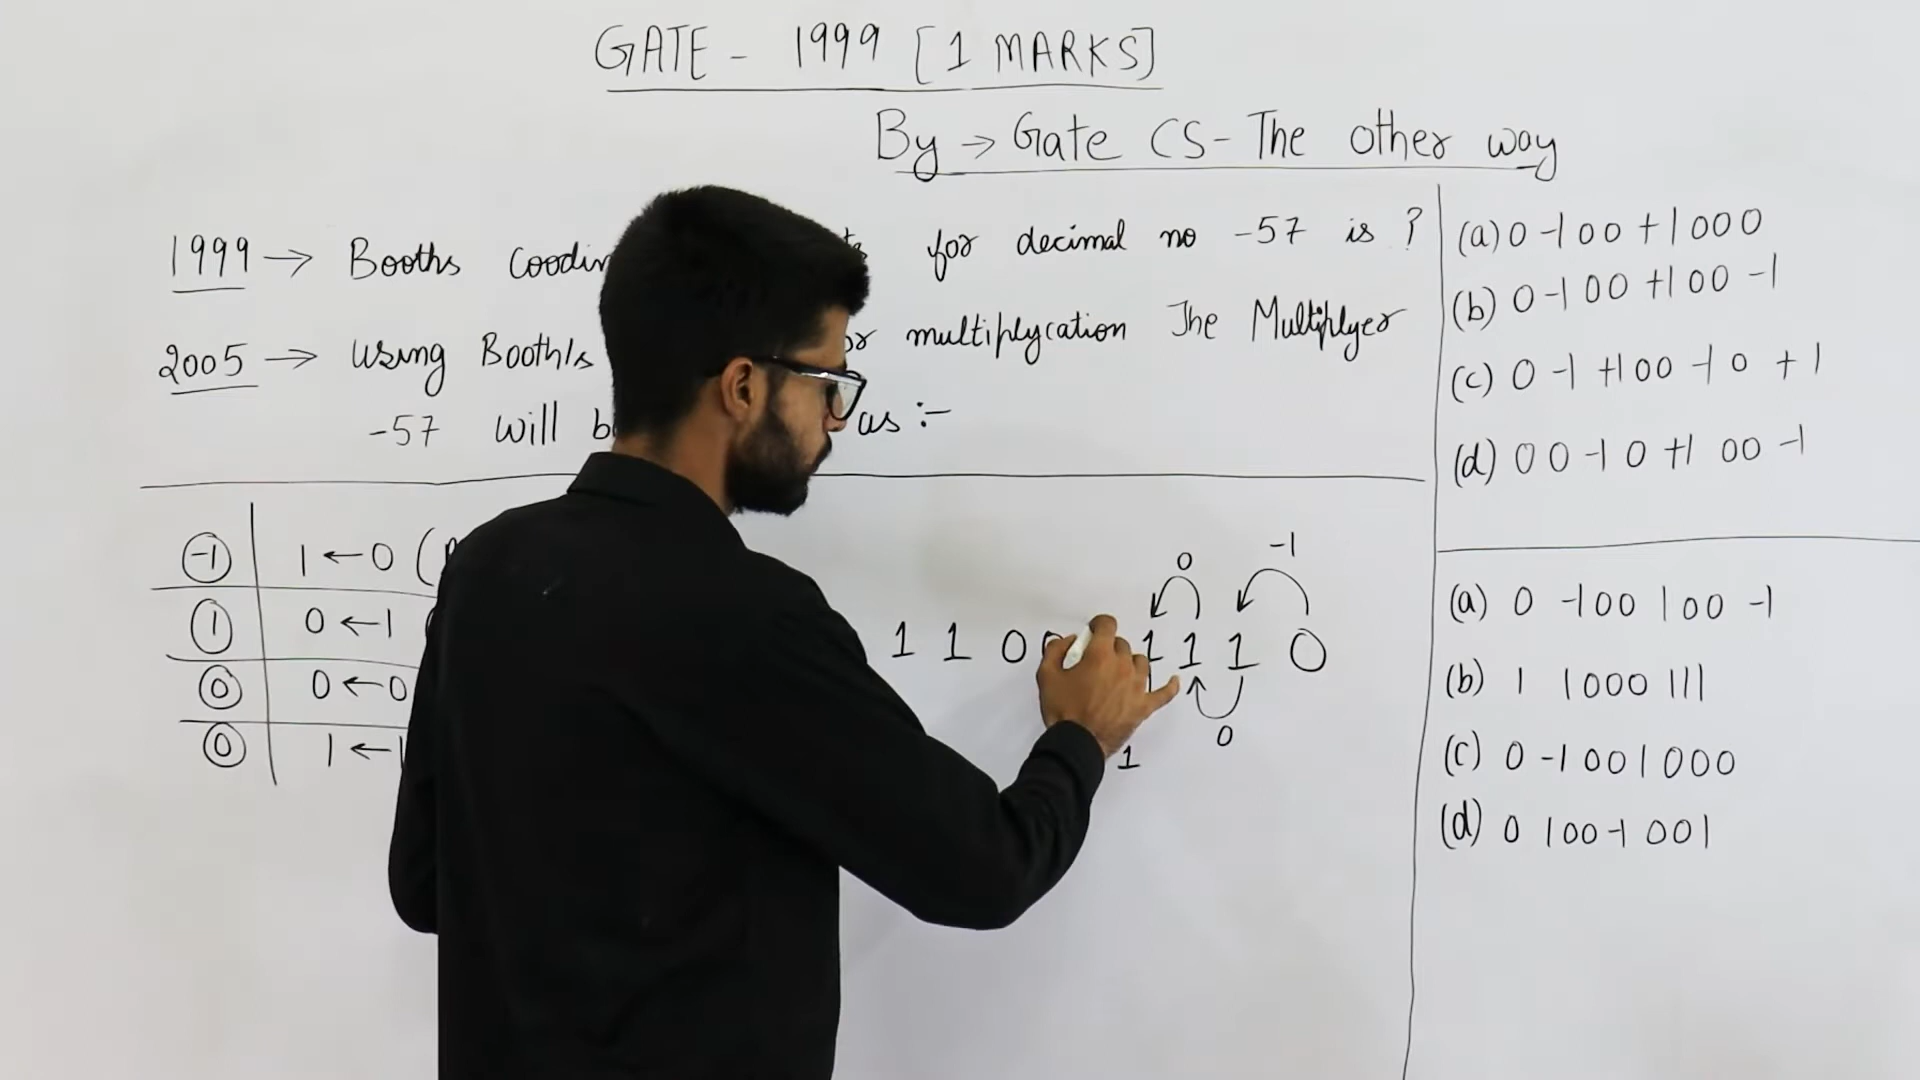 GATE - 1999 [1 MARKS]
By → Gate CS - The other way
1999 → Booths for decimal no -57 is ?
2005 → using Booth's multiplycation The Multiplyer
-57 will as :-
(a) 0 -1 0 0 +1 0 0 0
(b) 0 -1 0 0 +1 0 0 -1
(c) 0 -1 +1 0 0 -1 0 +1
(d) 0 0 -1 0 +1 0 0 -1
-1 1 ← 0 (
1 0 ← 1
0 0 ← 0
0 1 ← 1
0 -1
1 1 0 1 1 1 0
0
1
(a) 0 -1 0 0 1 0 0 -1
(b) 1 1 0 0 0 1 1 1
(c) 0 -1 0 0 1 0 0 0
(d) 0 1 0 0 -1 0 0 1